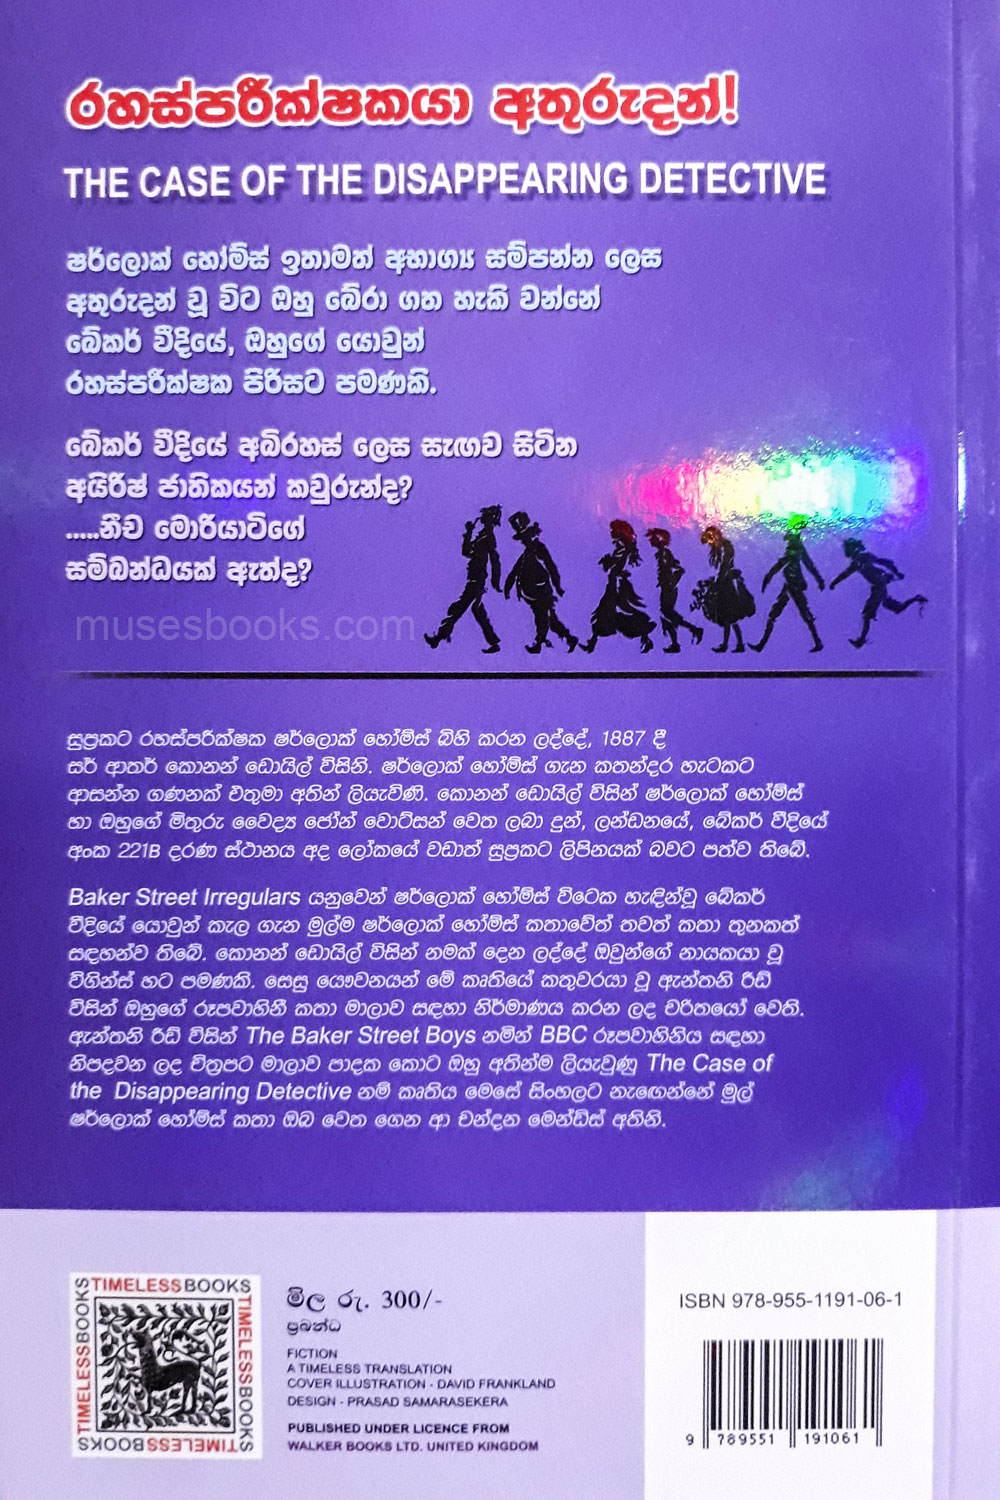 රහස්පරීක්ෂකයා අතුරුදන්!
THE CASE OF THE DISAPPEARING DETECTIVE
ෂර්ලොක් හෝම්ස් ඉතාමත් අභාග්‍ය සම්පන්න ලෙස
අතුරුදන් වූ විට ඔහු බේරා ගත හැකි වන්නේ
බේකර් වීදියේ, ඔහුගේ යොවුන්
රහස්පරීක්ෂක පිරිසට පමණකි.
බේකර් වීදියේ අබිරහස් ලෙස සැඟව සිටින
අයිරිෂ් ජාතිකයන් කවුරුන්ද?
.....නීච මොරියාටිගේ
සම්බන්ධයක් ඇත්ද?
musesbooks.com
සුප්‍රකට රහස්පරීක්ෂක ෂර්ලොක් හෝම්ස් බිහි කරන ලද්දේ, 1887 දී
සර් ආතර් කොනන් ඩොයිල් විසිනි. ෂර්ලොක් හෝම්ස් ගැන කතන්දර හැටකට
ආසන්න ගණනක් එතුමා අතින් ලියැවිණි. කොනන් ඩොයිල් විසින් ෂර්ලොක් හෝම්ස්
හා ඔහුගේ මිතුරු වෛද්‍ය ජෝන් වොට්සන් වෙත ලබා දුන්, ලන්ඩනයේ, බේකර් වීදියේ
අංක 221B දරණ ස්ථානය අද ලෝකයේ වඩාත් සුප්‍රකට ලිපිනයක් බවට පත්ව තිබේ.
Baker Street Irregulars යනුවෙන් ෂර්ලොක් හෝම්ස් විටෙක හැඳින්වූ බේකර්
වීදියේ යොවුන් කැල ගැන මුල්ම ෂර්ලොක් හෝම්ස් කතාවේත් තවත් කතා තුනකත්
සඳහන්ව තිබේ. කොනන් ඩොයිල් විසින් නමක් දෙන ලද්දේ ඔවුන්ගේ නායකයා වූ
විගින්ස් හට පමණකි. සෙසු යෞවනයන් මේ කෘතියේ කතුවරයා වූ ඇන්තනි රීඩ්
විසින් ඔහුගේ රූපවාහිනී කතා මාලාව සඳහා නිර්මාණය කරන ලද චරිතයෝ වෙති.
ඇන්තනි රීඩ් විසින් The Baker Street Boys නමින් BBC රූපවාහිනිය සඳහා
නිපදවන ලද චිත්‍රපට මාලාව පාදක කොට ඔහු අතින්ම ලියැවුණු The Case of
the Disappearing Detective නම් කෘතිය මෙසේ සිංහලට නැඟෙන්නේ මුල්
ෂර්ලොක් හෝම්ස් කතා ඔබ වෙත ගෙන ආ චන්දන මෙන්ඩිස් අතිනි.
TIMELESSBOOKS
TIMELESSBOOKS
TIMELESSBOOKS
TIMELESSBOOKS
මිල රු. 300/-
ප්‍රබන්ධ
FICTION
A TIMELESS TRANSLATION
COVER ILLUSTRATION - DAVID FRANKLAND
DESIGN - PRASAD SAMARASEKERA
PUBLISHED UNDER LICENCE FROM
WALKER BOOKS LTD. UNITED KINGDOM
ISBN 978-955-1191-06-1
9 789551 191061